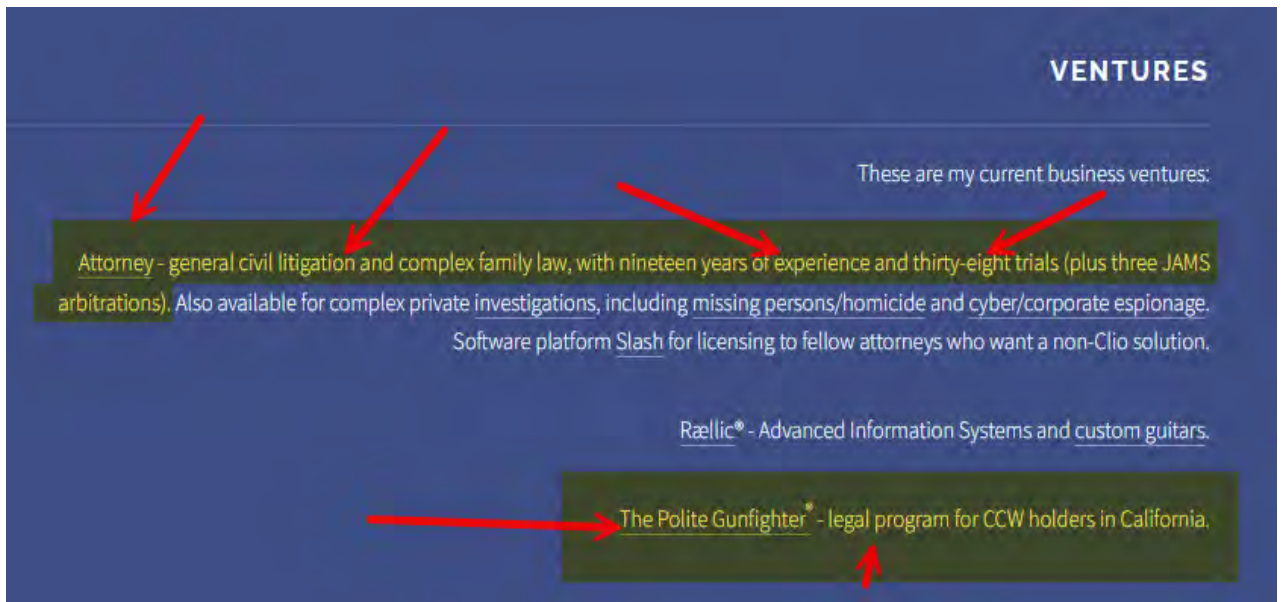 VENTURES
These are my current business ventures:
Attorney - general civil litigation and complex family law, with nineteen years of experience and thirty-eight trials (plus three JAMS
arbitrations). Also available for complex private investigations, including missing persons/homicide and cyber/corporate espionage.
Software platform Slash for licensing to fellow attorneys who want a non-Clio solution.
Rællic® - Advanced Information Systems and custom guitars.
The Polite Gunfighter® - legal program for CCW holders in California.